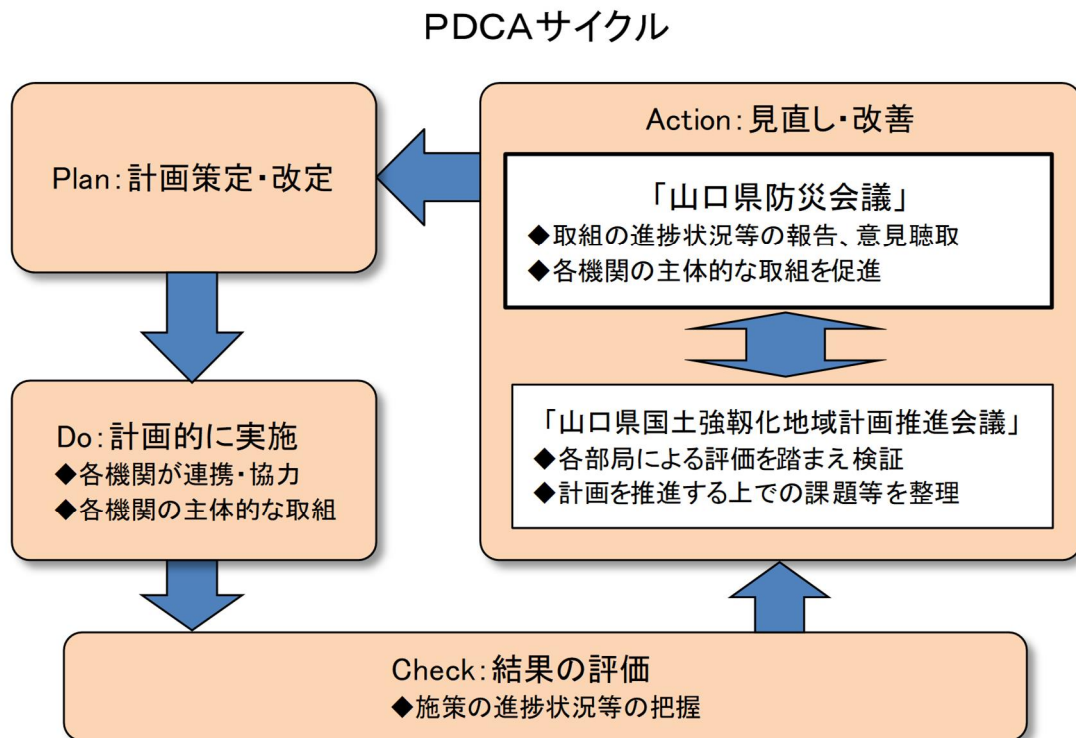 PDCAサイクル
Plan：計画策定・改定
Do：計画的に実施
◆各機関が連携・協力
◆各機関の主体的な取組
Check：結果の評価
◆施策の進捗状況等の把握
Action：見直し・改善
「山口県防災会議」
◆取組の進捗状況等の報告、意見聴取
◆各機関の主体的な取組を促進
「山口県国土強靱化地域計画推進会議」
◆各部局による評価を踏まえ検証
◆計画を推進する上での課題等を整理